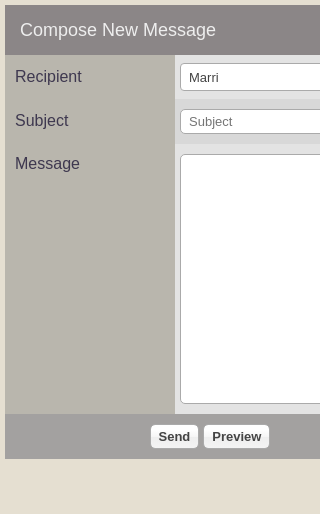 Compose New Message
Recipient
Marri
Subject
Subject
Message
Send
Preview